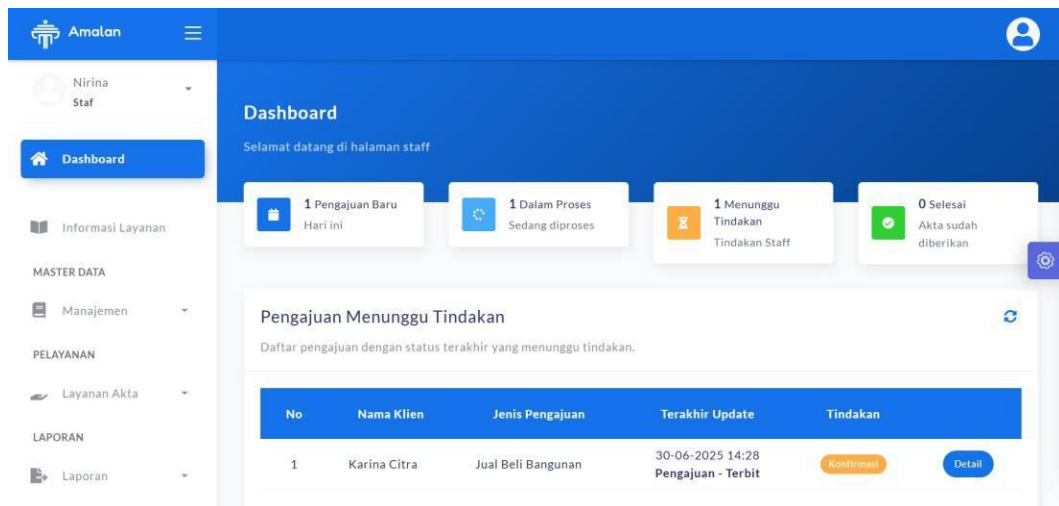 Amalan
Nirina
Staf
Dashboard
Informasi Layanan
MASTER DATA
Manajemen
PELAYANAN
Layanan Akta
LAPORAN
Laporan
Dashboard
Selamat datang di halaman staff
1 Pengajuan Baru
Hari ini
1 Dalam Proses
Sedang diproses
1 Menunggu
Tindakan
Tindakan Staff
0 Selesai
Akta sudah
diberikan
Pengajuan Menunggu Tindakan
Daftar pengajuan dengan status terakhir yang menunggu tindakan.
No Nama Klien Jenis Pengajuan Terakhir Update Tindakan
1 Karina Citra Jual Beli Bangunan 30-06-2025 14:28 Konfirmasi Detail
Pengajuan - Terbit